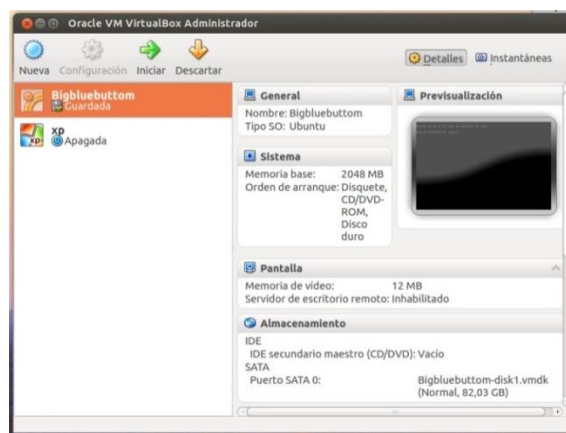 Oracle VM VirtualBox Administrador
Nueva Configuración Iniciar Descartar
Detalles Instantáneas
Bigbluebuttom
Guardada
XP
xp
Apagada
General
Nombre: Bigbluebuttom
Tipo SO: Ubuntu
Previsualización
Sistema
Memoria base: 2048 MB
Orden de arranque: Disquete,
CD/DVD-
ROM,
Disco
duro
Pantalla
Memoria de vídeo: 12 MB
Servidor de escritorio remoto: Inhabilitado
Almacenamiento
IDE
IDE secundario maestro (CD/DVD): Vacío
SATA
Puerto SATA 0: Bigbluebuttom-disk1.vmdk
(Normal, 82,03 GB)